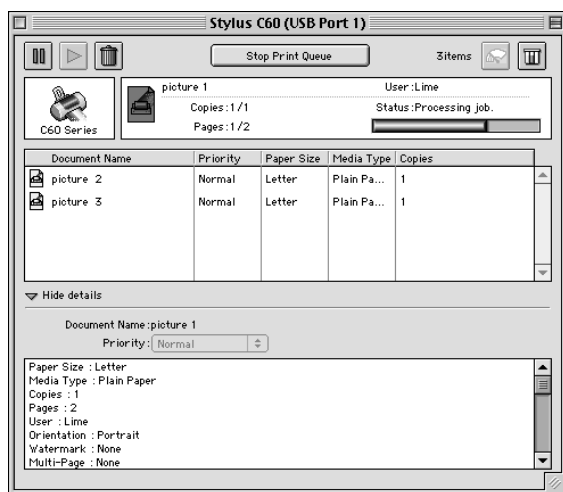 Stylus C60 (USB Port 1)
Stop Print Queue
3items
C60 Series
picture 1
User :Lime
Copies:1/1
Status :Processing job.
Pages:1/2
Document Name Priority Paper Size Media Type Copies
picture 2 Normal Letter Plain Pa... 1
picture 3 Normal Letter Plain Pa... 1
Hide details
Document Name :picture 1
Priority: Normal
Paper Size : Letter
Media Type : Plain Paper
Copies : 1
Pages : 2
User : Lime
Orientation : Portrait
Watermark : None
Multi-Page : None